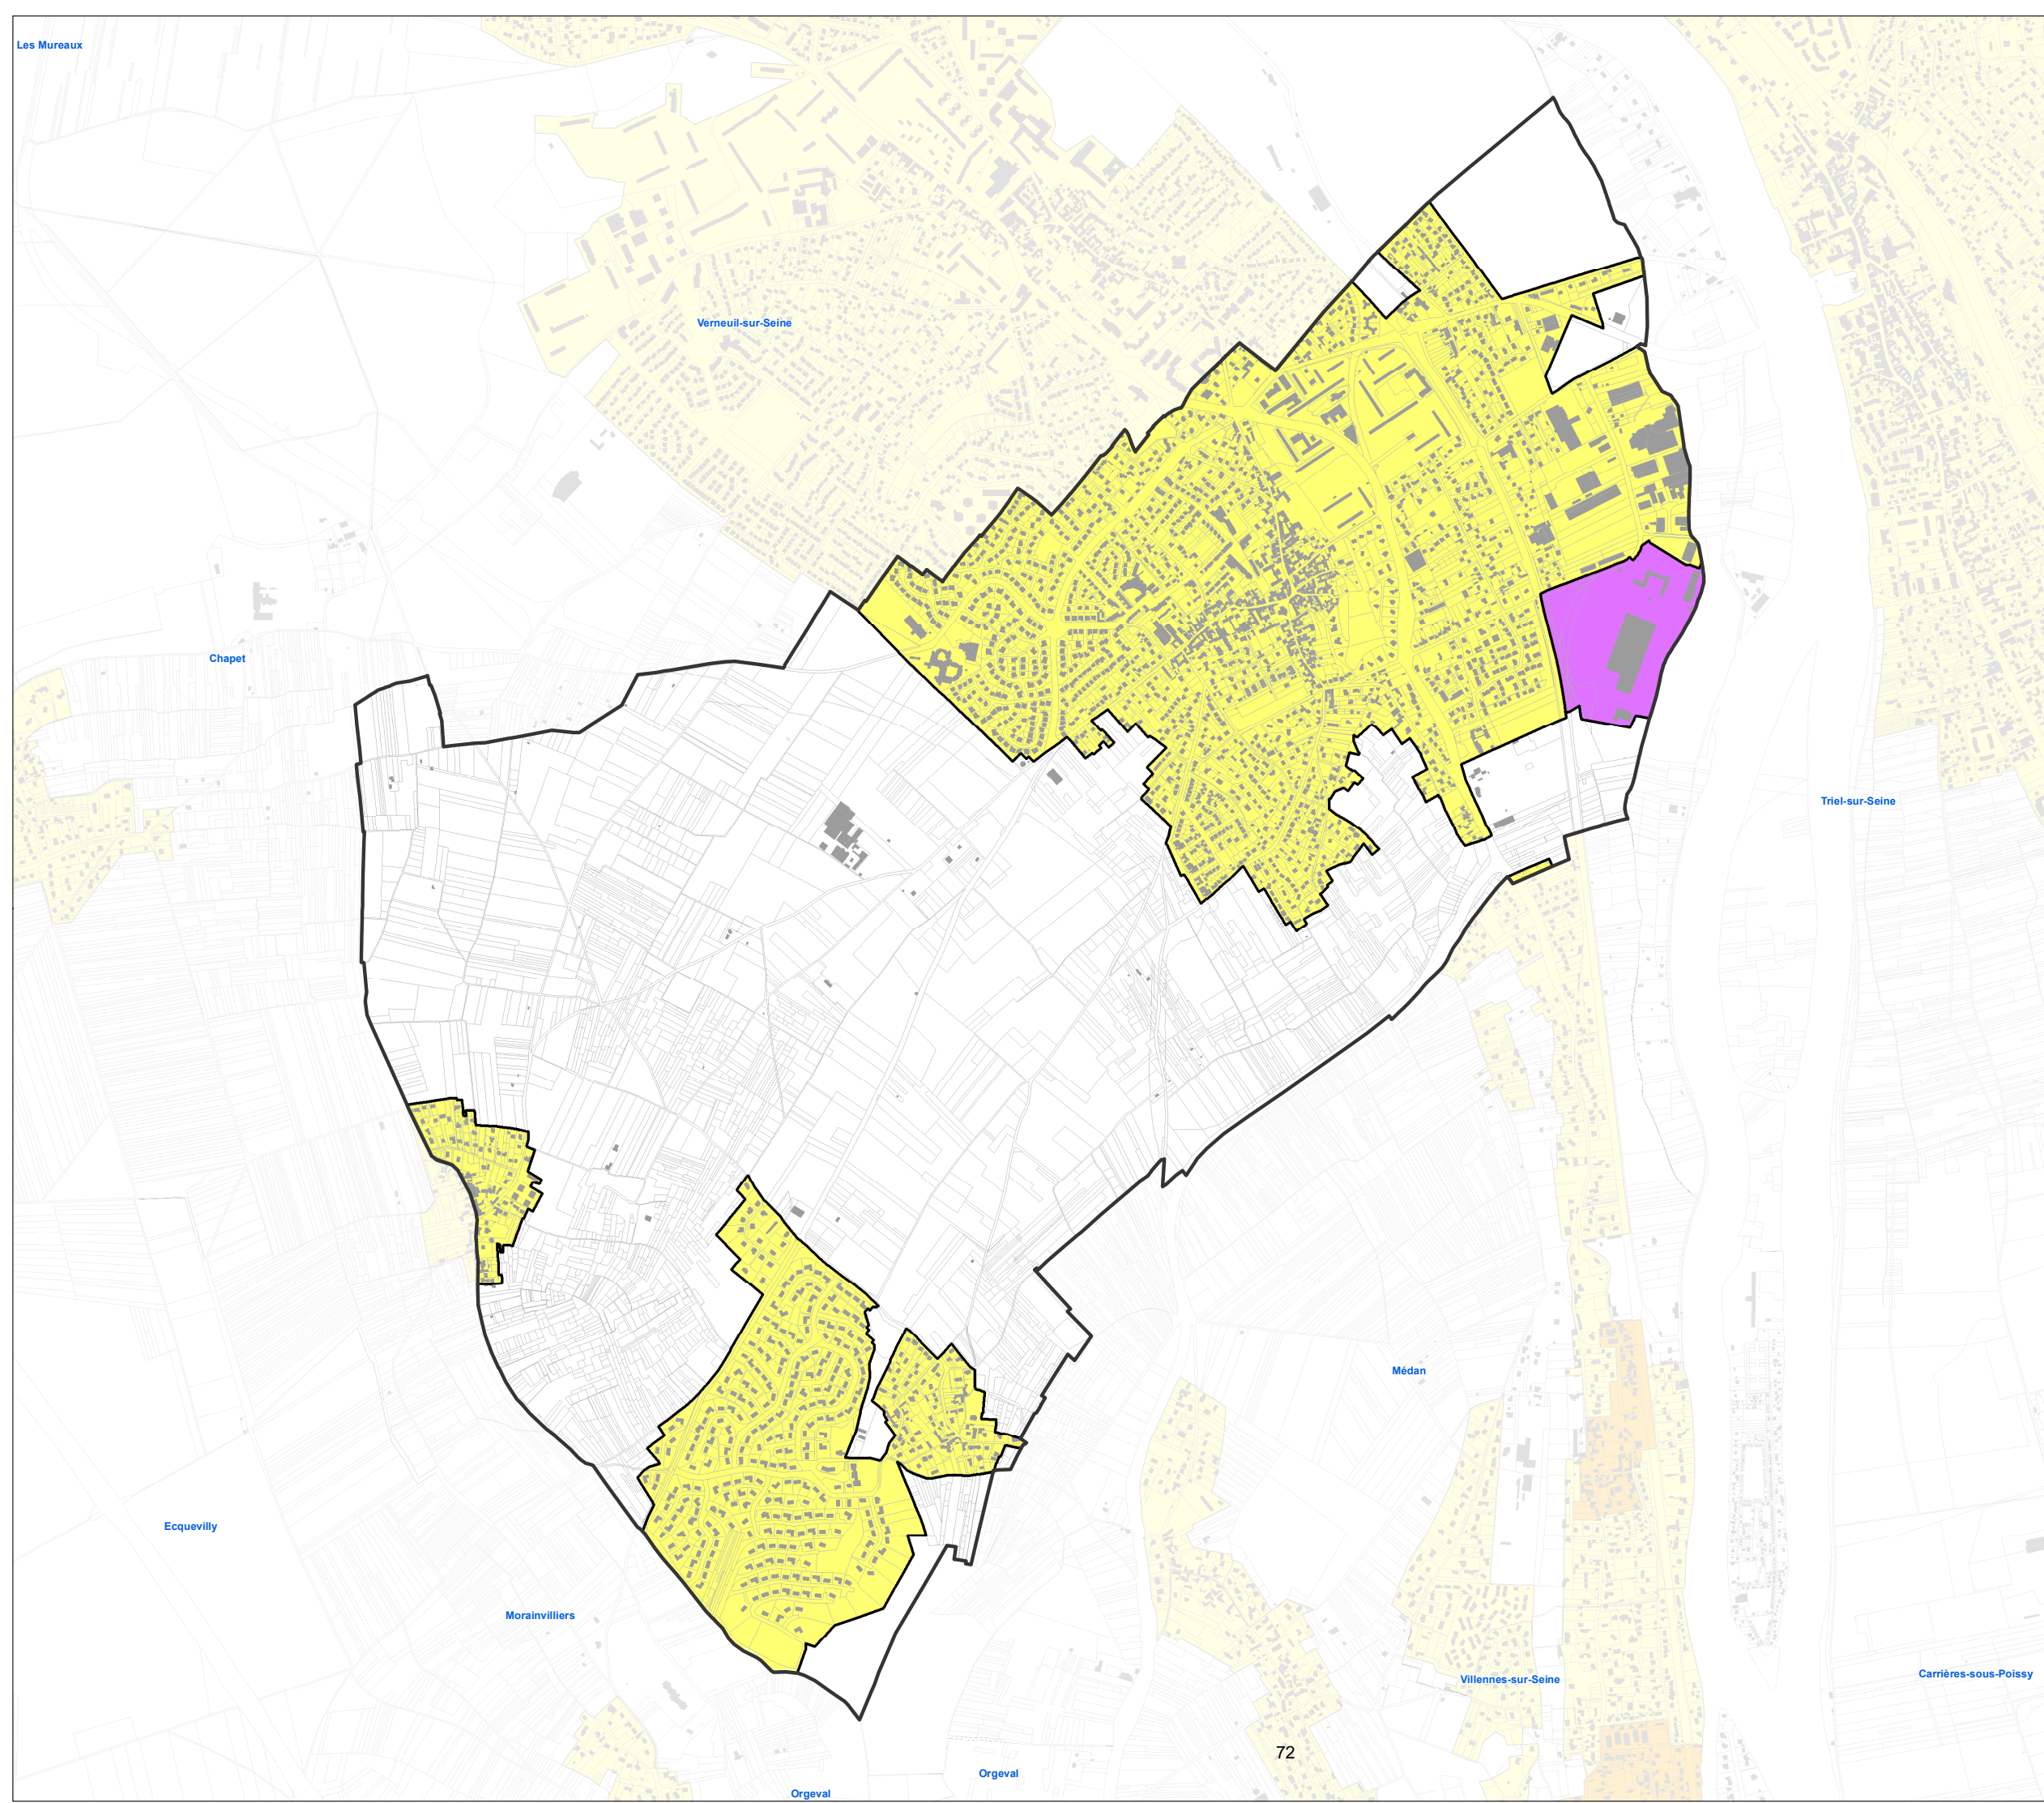 Les Mureaux
Verneuil-sur-Seine
Chapet
Triel-sur-Seine
Médan
Ecquevilly
Morainvilliers
Villennes-sur-Seine
Carrières-sous-Poissy
72
Orgeval
Orgeval